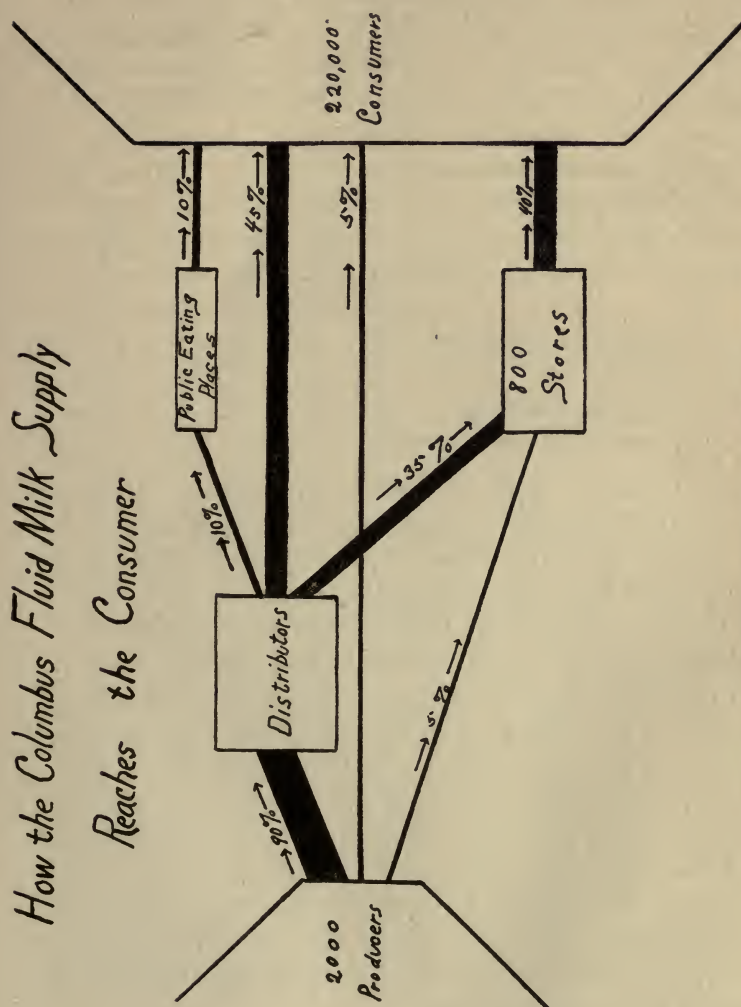 How the Columbus Fluid Milk Supply
Reaches the Consumer
2000
Producers
→90%→
→5%→
Distributors
→10%→
→35%→
Public Eating
Places
800
Stores
→10%→
→45%→
→5%→
→40%→
220,000
Consumers